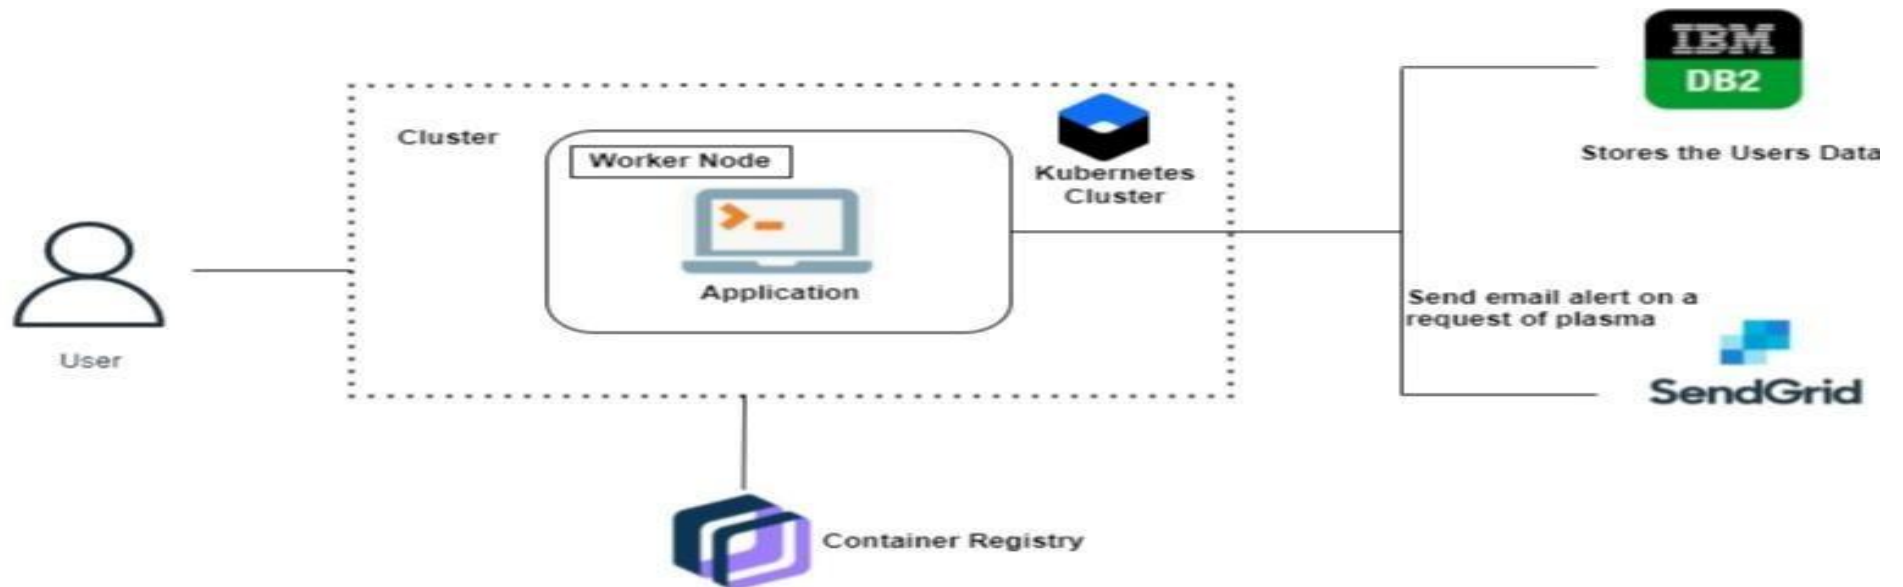 IBM
DB2
Stores the Users Data
Cluster
Worker Node
Kubernetes
Cluster
Application
User
Send email alert on a
request of plasma
SendGrid
Container Registry